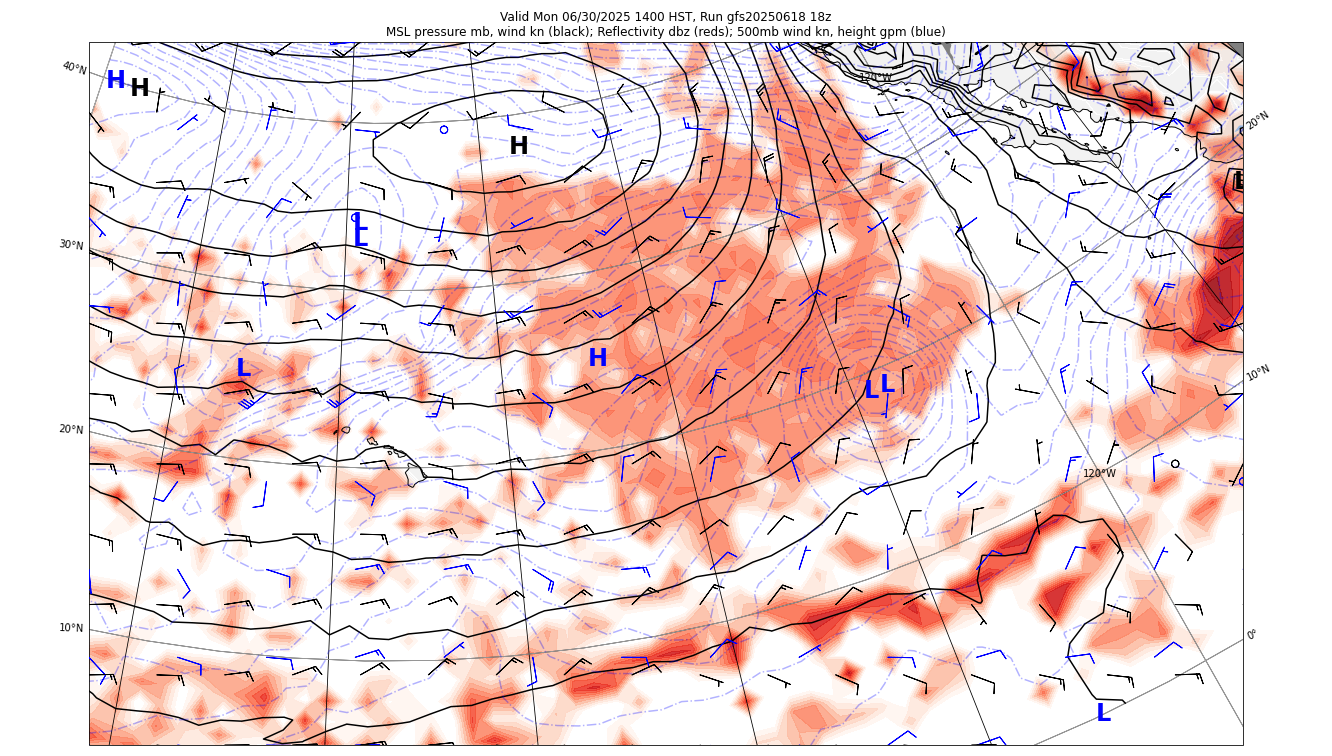 Valid Mon 06/30/2025 1400 HST, Run gfs20250618 18z
MSL pressure mb, wind kn (black); Reflectivity dbz (reds); 500mb wind kn, height gpm (blue)
40°N
H
H
120°W
20°N
H
L
30°N
L
L
H
L
L
L
10°N
20°N
120°W
10°N
0°
L